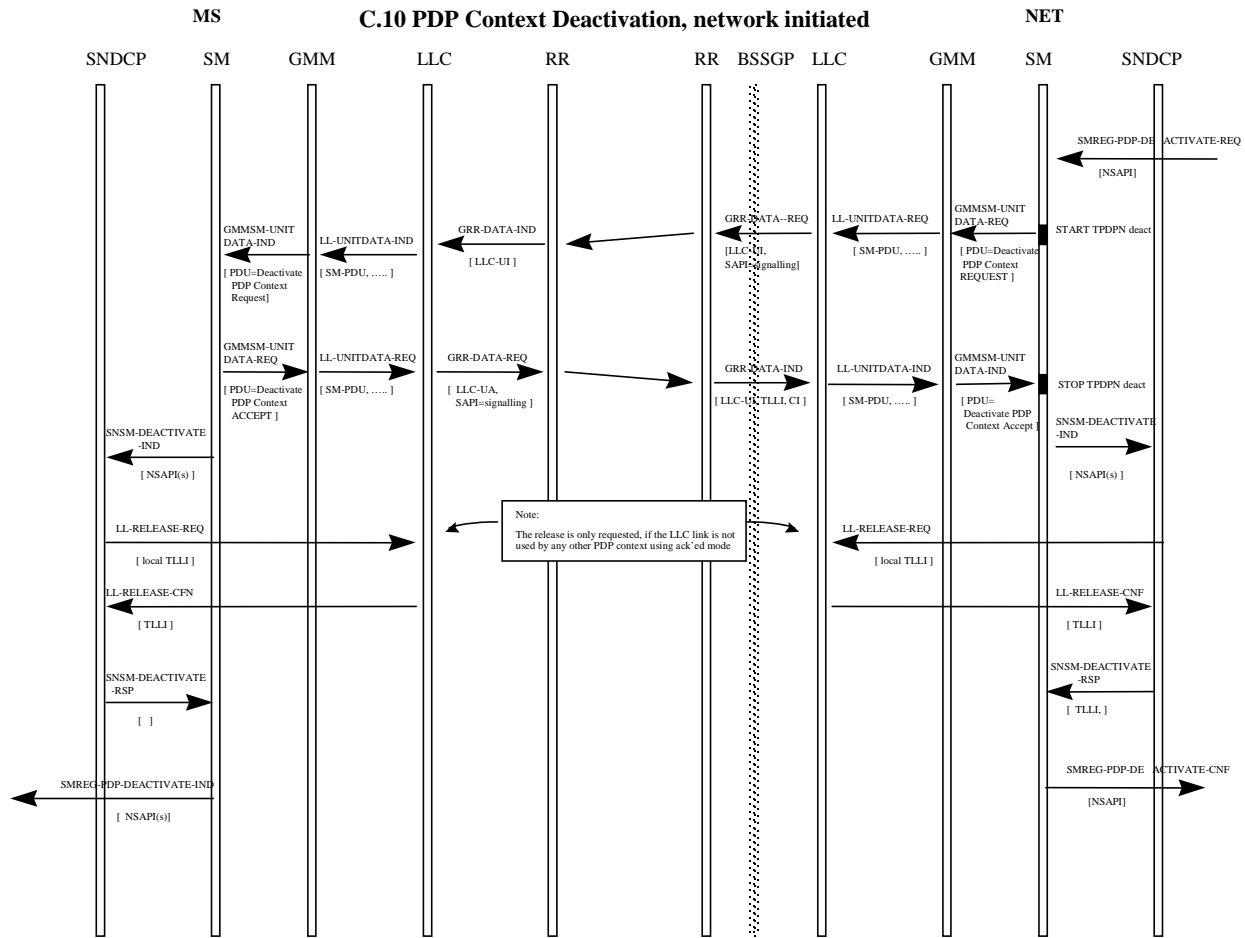 MS C.10 PDP Context Deactivation, network initiated NET
SNDCP SM GMM LLC RR RR BSSGP LLC GMM SM SNDCP
SMREG-PDP-DE ACTIVATE-REQ
[NSAPI]
GMMSM-UNIT
DATA-IND
[ PDU=Deactivate
PDP Context
Request]
LL-UNITDATA-IND
[ SM-PDU, ….. ]
GRR-DATA-IND
[ LLC-UI ]
GRR-DATA--REQ
[LLC-UI,
SAPI=signalling]
LL-UNITDATA-REQ
[ SM-PDU, ….. ]
GMMSM-UNIT
DATA-REQ
[ PDU=Deactivate
PDP Context
REQUEST ]
START TPDPN deact
GMMSM-UNIT
DATA-REQ
[ PDU=Deactivate
PDP Context
ACCEPT ]
LL-UNITDATA-REQ
[ SM-PDU, ….. ]
GRR-DATA-REQ
[ LLC-UA,
SAPI=signalling ]
GRR-DATA-IND
[ LLC-UI, TLLI, CI ]
LL-UNITDATA-IND
[ SM-PDU, ….. ]
GMMSM-UNIT
DATA-IND
[ PDU=
Deactivate PDP
Context Accept ]
STOP TPDPN deact
SNSM-DEACTIVATE
-IND
[ NSAPI(s) ]
SNSM-DEACTIVATE
-IND
[ NSAPI(s) ]
LL-RELEASE-REQ
[ local TLLI ]
Note:
The release is only requested, if the LLC link is not
used by any other PDP context using ack'ed mode
LL-RELEASE-REQ
[ local TLLI ]
LL-RELEASE-CFN
[ TLLI ]
LL-RELEASE-CNF
[ TLLI ]
SNSM-DEACTIVATE
-RSP
[ ]
SNSM-DEACTIVATE
-RSP
[ TLLI, ]
SMREG-PDP-DEACTIVATE-IND
[ NSAPI(s)]
SMREG-PDP-DE ACTIVATE-CNF
[NSAPI]